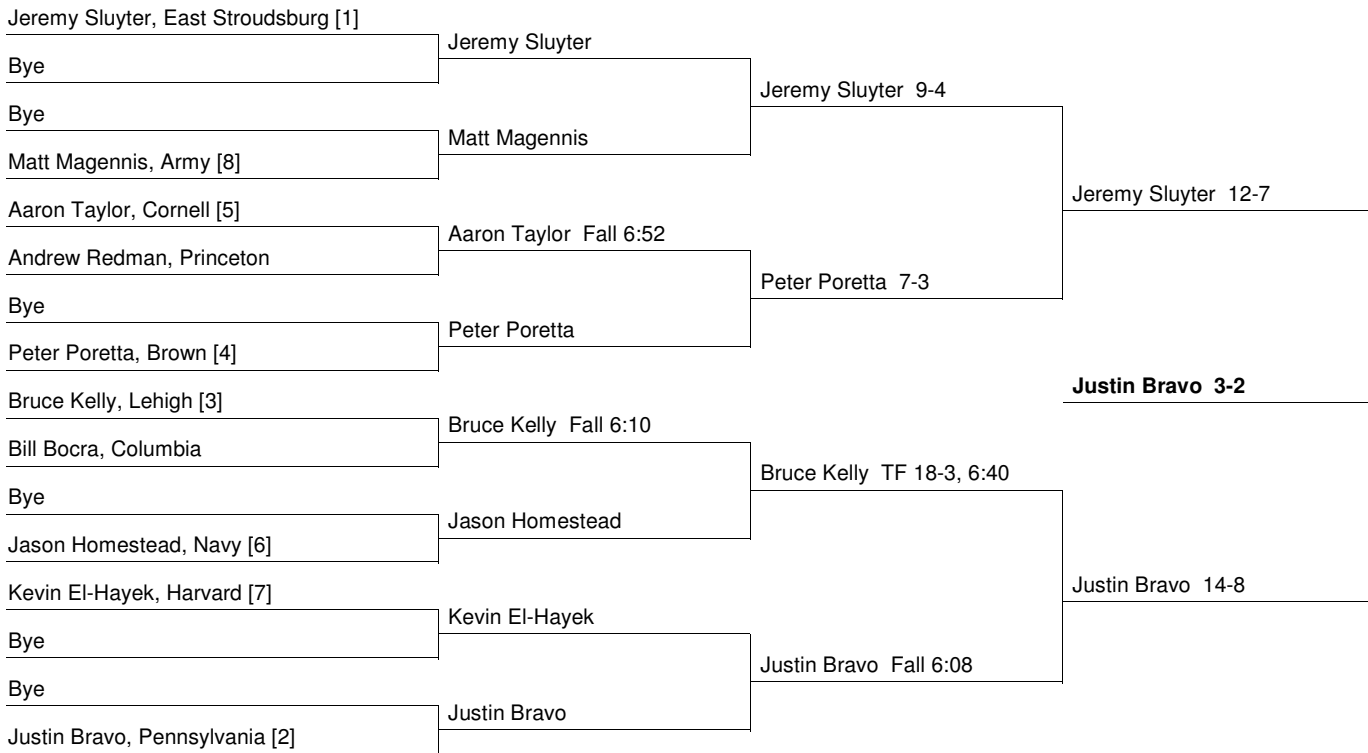 Jeremy Sluyter, East Stroudsburg [1]
Jeremy Sluyter
Bye
Jeremy Sluyter 9-4
Bye
Matt Magennis
Matt Magennis, Army [8]
Jeremy Sluyter 12-7
Aaron Taylor, Cornell [5]
Aaron Taylor Fall 6:52
Andrew Redman, Princeton
Peter Poretta 7-3
Bye
Peter Poretta
Peter Poretta, Brown [4]
Justin Bravo 3-2
Bruce Kelly, Lehigh [3]
Bruce Kelly Fall 6:10
Bill Bocra, Columbia
Bruce Kelly TF 18-3, 6:40
Bye
Jason Homestead
Jason Homestead, Navy [6]
Justin Bravo 14-8
Kevin El-Hayek, Harvard [7]
Kevin El-Hayek
Bye
Justin Bravo Fall 6:08
Bye
Justin Bravo
Justin Bravo, Pennsylvania [2]